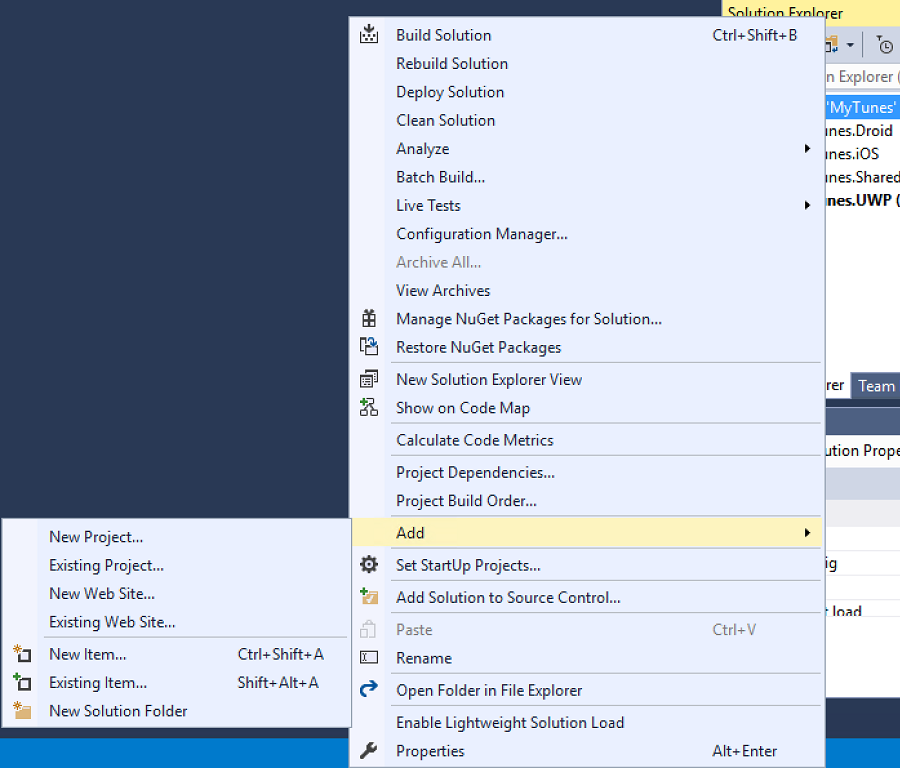 Solution Explorer
Build Solution Ctrl+Shift+B
Rebuild Solution
n Explorer (
Deploy Solution
'MyTunes'
Clean Solution
unes.Droid
Analyze
unes.iOS
Batch Build...
unes.Shared
Live Tests
nes.UWP (
Configuration Manager...
Archive All...
View Archives
Manage NuGet Packages for Solution...
Restore NuGet Packages
New Solution Explorer View
rer Team
Show on Code Map
Calculate Code Metrics
ution Prope
Project Dependencies...
Project Build Order...
Add
Set StartUp Projects...
ig
Add Solution to Source Control...
t load
Paste Ctrl+V
Rename
Open Folder in File Explorer
Enable Lightweight Solution Load
Properties Alt+Enter
New Project...
Existing Project...
New Web Site...
Existing Web Site...
New Item... Ctrl+Shift+A
Existing Item... Shift+Alt+A
New Solution Folder